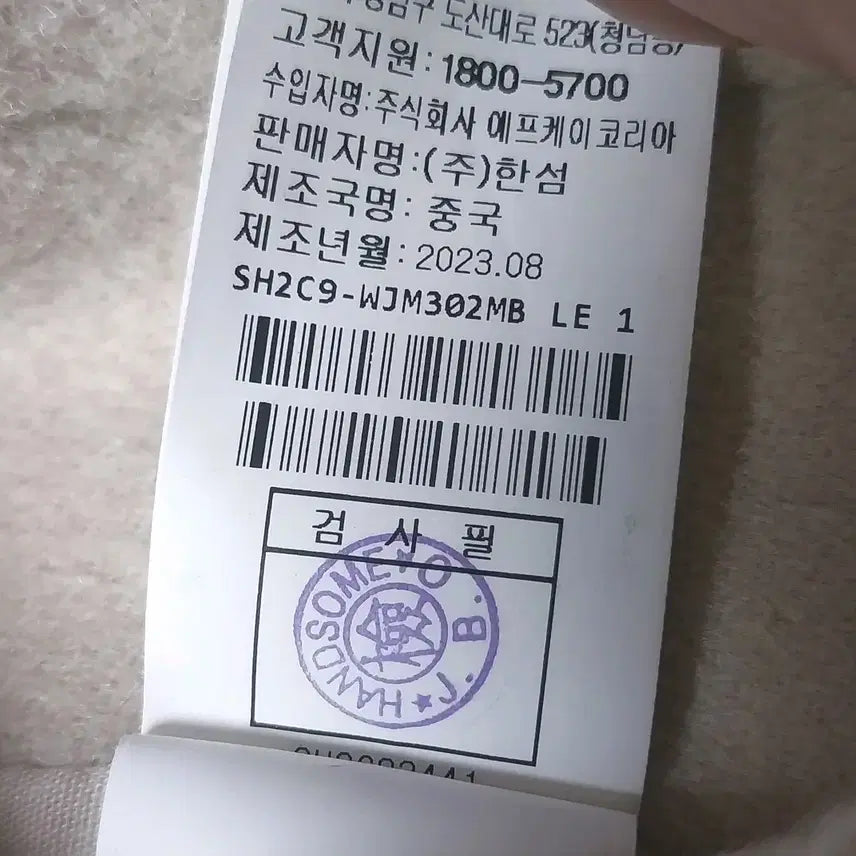 도산대로 523(청담동)
고객지원 : 1800-5700
수입자명: 주식회사 에프케이코리아
판매자명 : (주)한섬
제조국명 : 중국
제조년월 : 2023.08
SH2C9-WJM302MB LE 1
검 사 필
HANDSOME
檢
J. B.